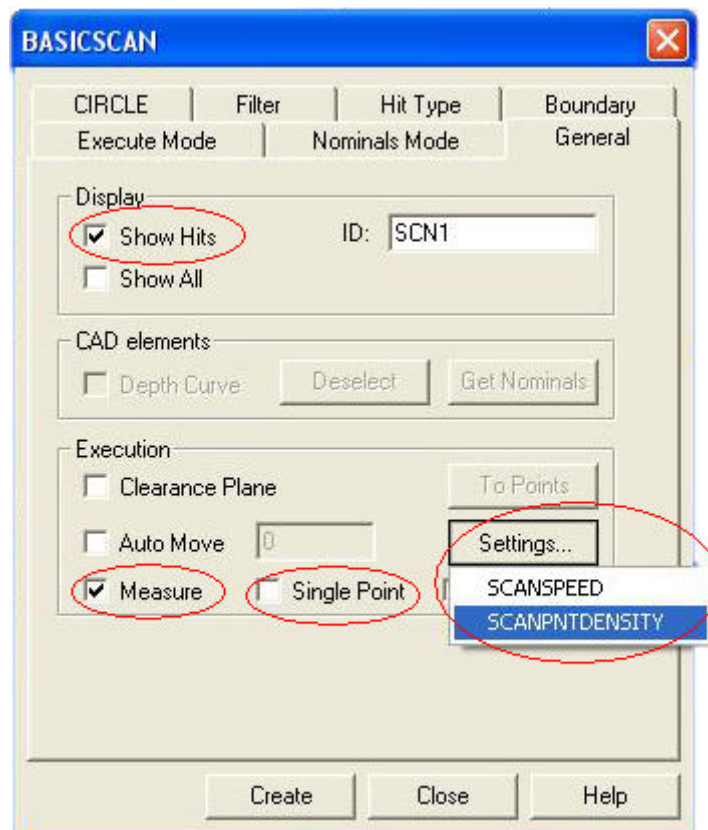 BASICSCAN
CIRCLE Filter Hit Type Boundary
Execute Mode Nominals Mode General
Display
Show Hits ID: SCN1
Show All
CAD elements
Depth Curve Deselect Get Nominals
Execution
Clearance Plane To Points
Auto Move 0 Settings...
Measure Single Point SCANSPEED
SCANPNTDENSITY
Create Close Help